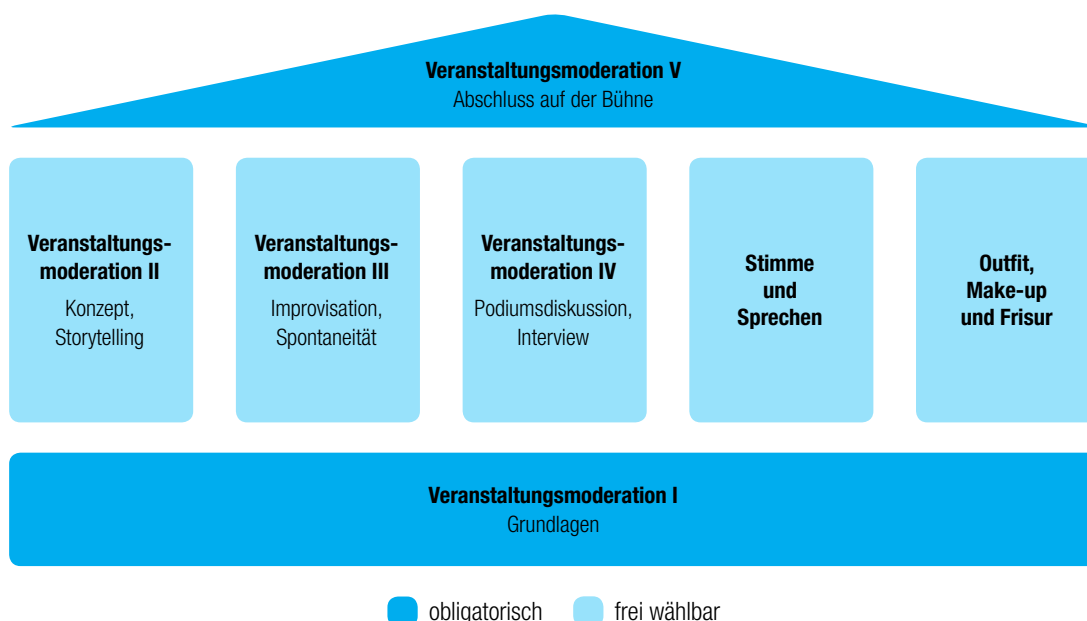 Veranstaltungsmoderation V
Abschluss auf der Bühne
Veranstaltungs-
moderation II
Konzept,
Storytelling
Veranstaltungs-
moderation III
Improvisation,
Spontaneität
Veranstaltungs-
moderation IV
Podiumsdiskussion,
Interview
Stimme
und
Sprechen
Outfit,
Make-up
und Frisur
Veranstaltungsmoderation I
Grundlagen
obligatorisch
frei wählbar